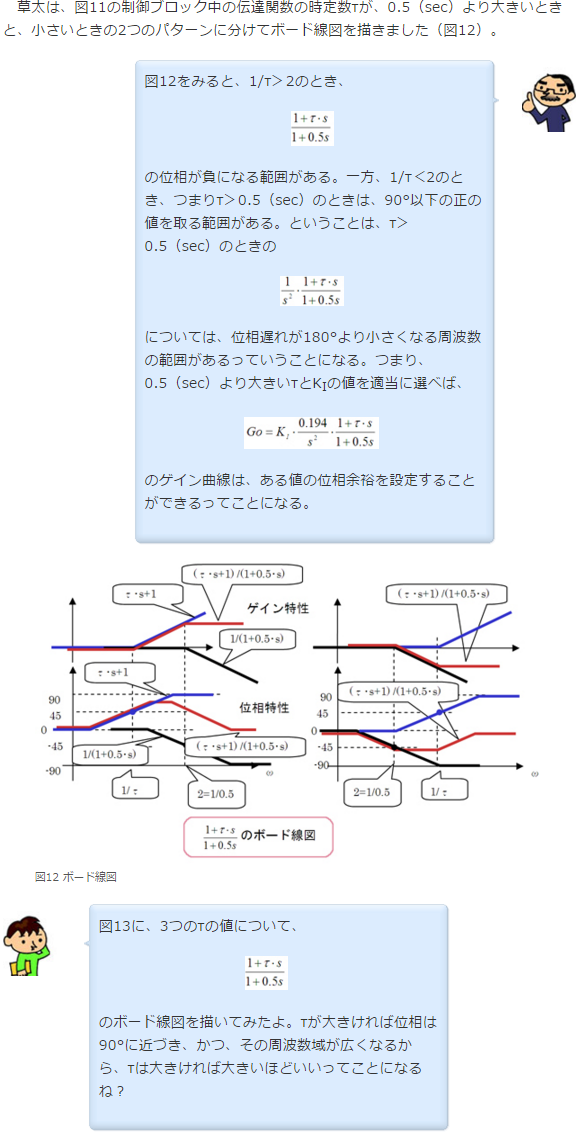 草太は、図11の制御ブロック中の伝達関数の時定数τが、0.5（sec）より大きいとき
と、小さいときの2つのパターンに分けてボード線図を描きました（図12）。
図12をみると、1/τ＞2のとき、
1+τ·s
1+0.5s
の位相が負になる範囲がある。一方、1/τ＜2のと
き、つまりτ＞0.5（sec）のときは、90°以下の正の
値を取る範囲がある。ということは、τ＞
0.5（sec）のときの
1/s² · (1+τ·s)/(1+0.5s)
については、位相遅れが180°より小さくなる周波数
の範囲があるっていうことになる。つまり、
0.5（sec）より大きいτとKIの値を適当に選べば、
Go = KI · 0.194/s² · (1+τ·s)/(1+0.5s)
のゲイン曲線は、ある値の位相余裕を設定すること
ができるってことになる。
(τ·s+1)/(1+0.5·s)
τ·s+1
ゲイン特性
1/(1+0.5·s)
τ·s+1
90
45
0
-45
-90
位相特性
1/(1+0.5·s)
(τ·s+1)/(1+0.5·s)
ω
1/τ
2=1/0.5
(τ·s+1)/(1+0.5·s)
90
45
0
-45
-90
(τ·s+1)/(1+0.5·s)
ω
2=1/0.5
1/τ
1+τ·s
1+0.5s
のボード線図
図12 ボード線図
図13に、3つのτの値について、
1+τ·s
1+0.5s
のボード線図を描いてみたよ。τが大きければ位相は
90°に近づき、かつ、その周波数域が広くなるか
ら、τは大きければ大きいほどいいってことになる
ね？